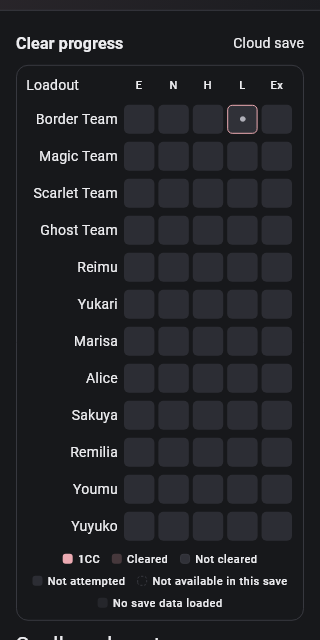 Clear progress Cloud save
Loadout E N H L Ex
Border Team
Magic Team
Scarlet Team
Ghost Team
Reimu
Yukari
Marisa
Alice
Sakuya
Remilia
Youmu
Yuyuko
1CC Cleared Not cleared
Not attempted Not available in this save
No save data loaded